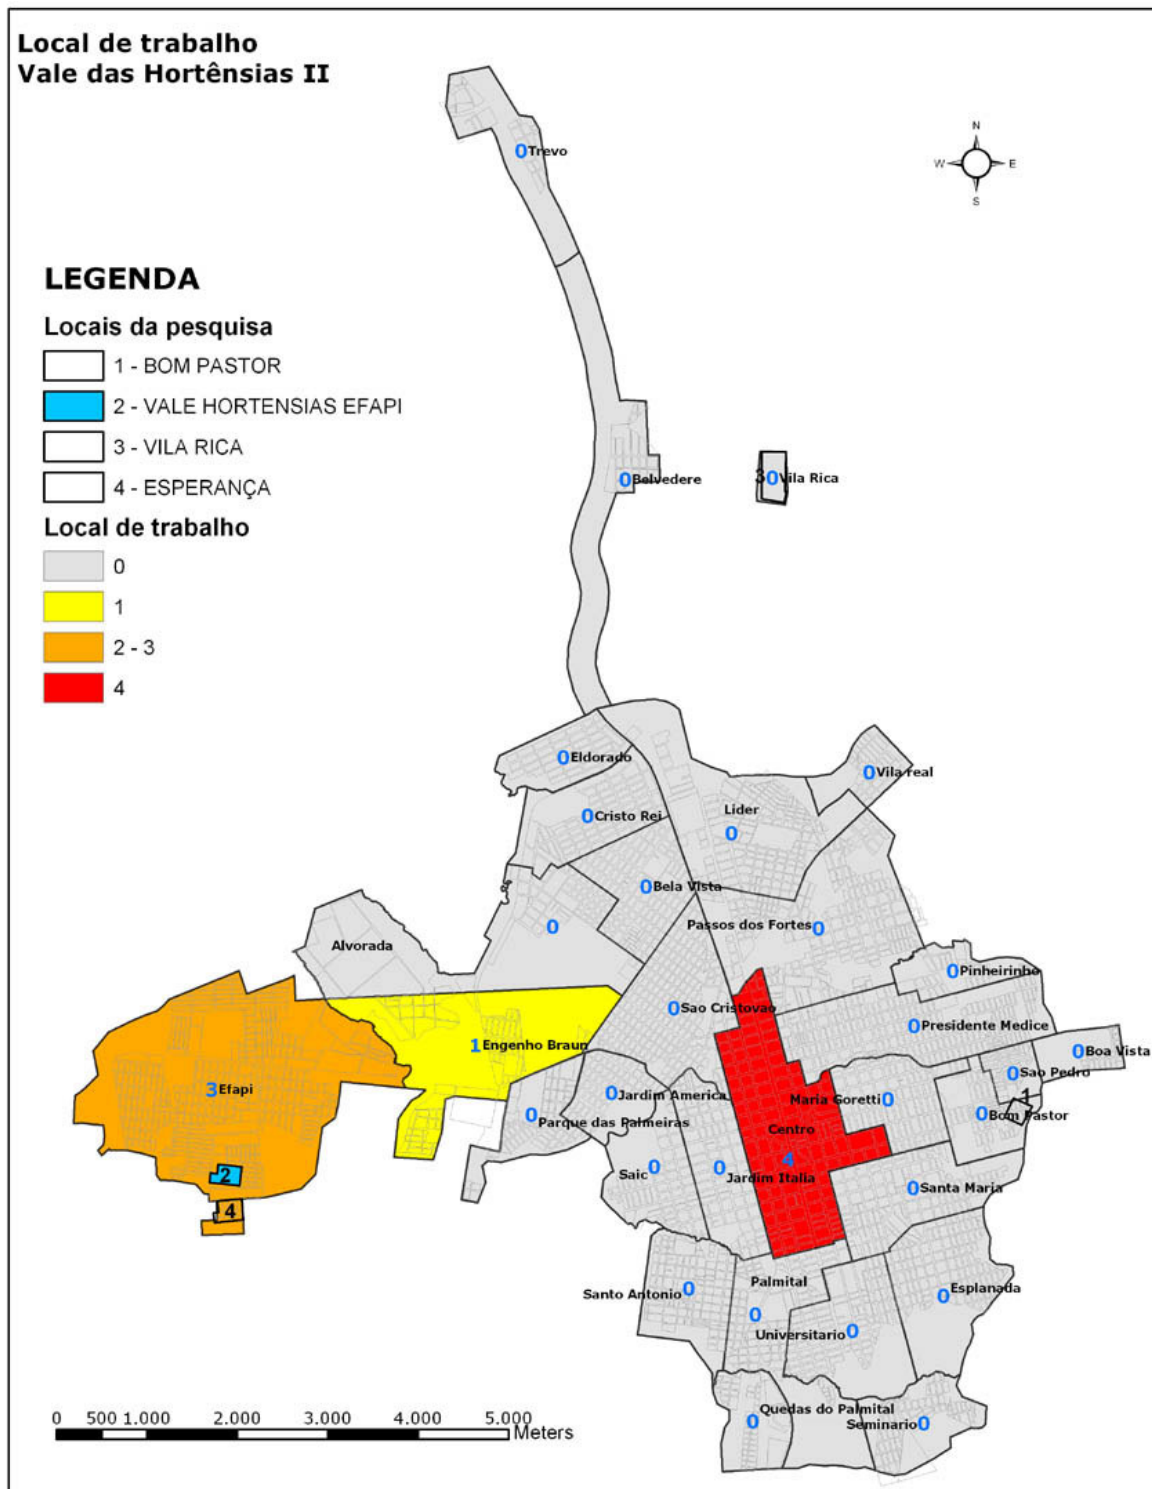 Local de trabalho
Vale das Hortênsias II
N
W E
S
0 Trevo
LEGENDA
Locais da pesquisa
1 - BOM PASTOR
2 - VALE HORTENSIAS EFAPI
3 - VILA RICA
4 - ESPERANÇA
Local de trabalho
0
1
2 - 3
4
0 Belvedere
3 0 Vila Rica
0 Eldorado
0 Vila real
0 Cristo Rei
Lider
0
0 Bela Vista
Passos dos Fortes 0
0
Alvorada
0 Pinheirinho
0 Sao Cristovao
0 Presidente Medice
1 Engenho Braun
0 Boa Vista
0 Sao Pedro
3 Efapi
0 Jardim America
Maria Goretti 0
1
0 Bom Pastor
0
Parque das Palmeiras
Centro
4
2
Saic 0
0 Jardim Italia
0 Santa Maria
4
Palmital
0
Santo Antonio 0
0 Esplanada
Universitario 0
Quedas do Palmital
0
Seminario 0
0 500 1.000 2.000 3.000 4.000 5.000
Meters